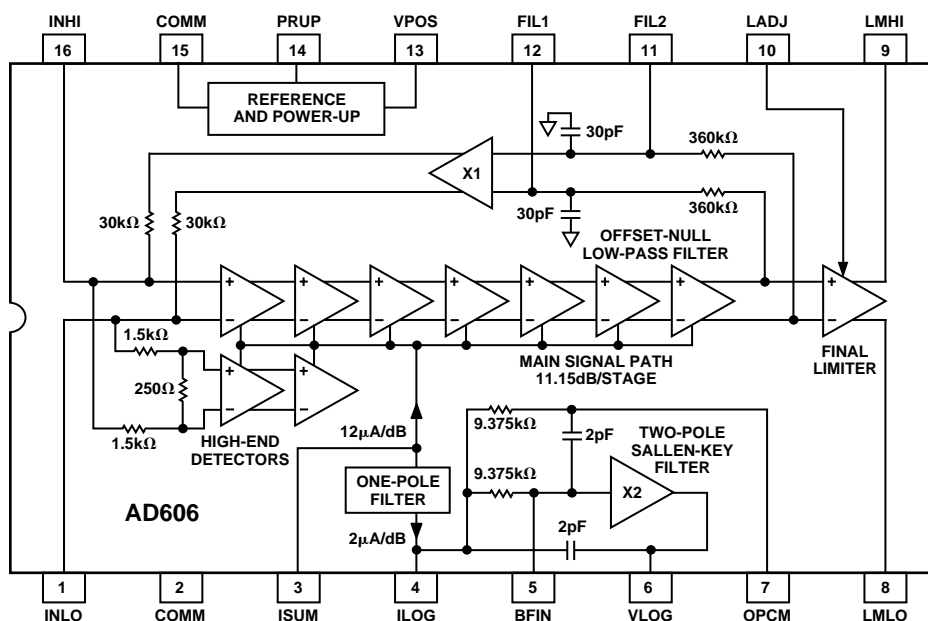 INHI COMM PRUP VPOS FIL1 FIL2 LADJ LMHI
16 15 14 13 12 11 10 9
REFERENCE
AND POWER-UP
30pF
360kΩ
X1
30pF
360kΩ
30kΩ 30kΩ
OFFSET-NULL
LOW-PASS FILTER
+ + + + + + + +
– – – – – – – –
1.5kΩ
+ +
250Ω
– –
1.5kΩ
MAIN SIGNAL PATH
11.15dB/STAGE
FINAL
LIMITER
HIGH-END
DETECTORS
12µA/dB
9.375kΩ
2pF
TWO-POLE
SALLEN-KEY
FILTER
ONE-POLE
FILTER
9.375kΩ
X2
AD606
2µA/dB
2pF
1 2 3 4 5 6 7 8
INLO COMM ISUM ILOG BFIN VLOG OPCM LMLO